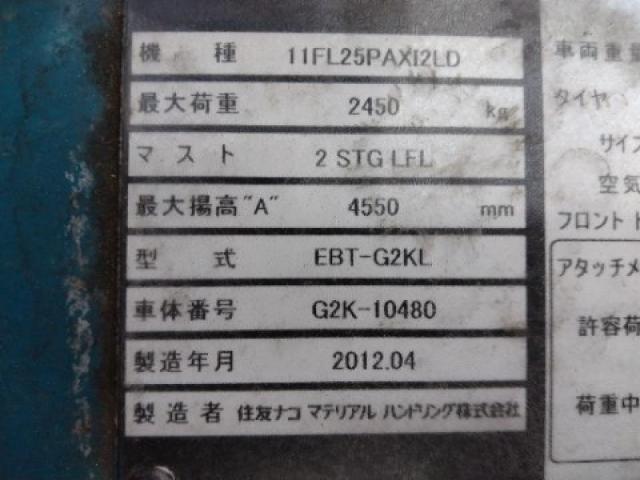 機種 11FL25PAXI2LD
最大荷重 2450 kg
マスト 2 STG LFL
最大揚高"A" 4550 mm
型式 EBT-G2KL
車体番号 G2K-10480
製造年月 2012.04
製造者 住友ナコ マテリアル ハンドリング株式会社
車両重量
タイヤ
サイズ
空気
フロント
アタッチメ
許容荷
荷重中